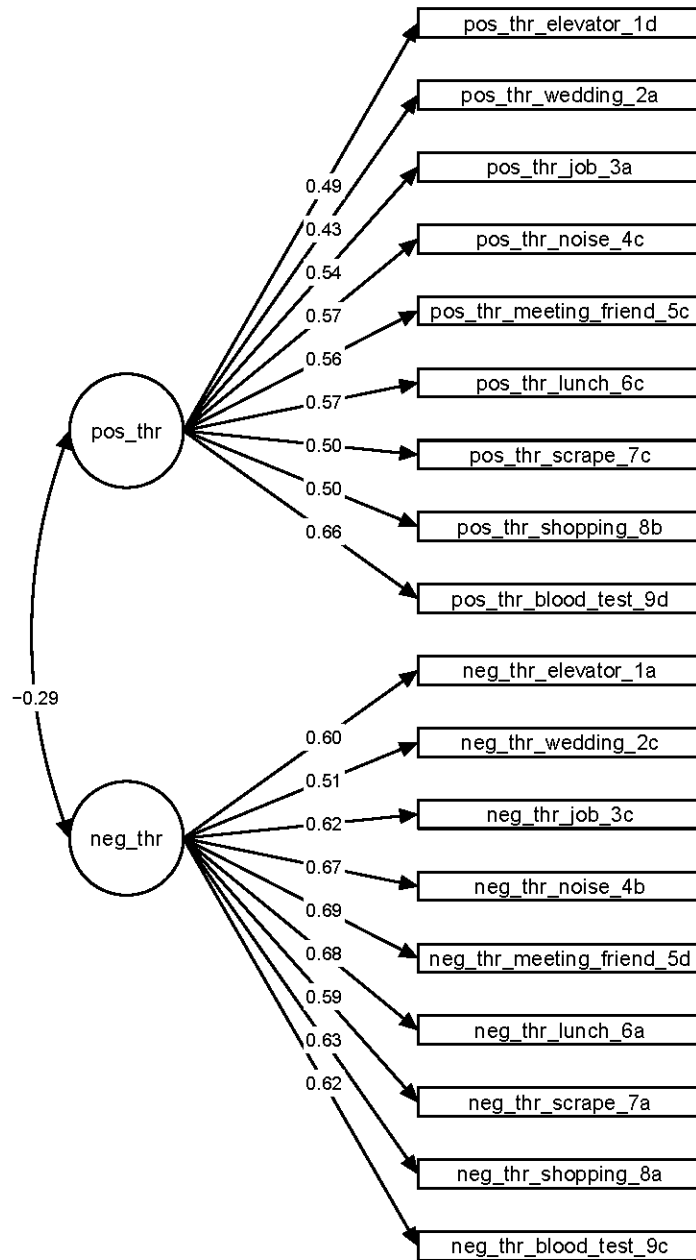 pos_thr_elevator_1d
pos_thr_wedding_2a
pos_thr_job_3a
0.49
0.43
pos_thr_noise_4c
0.54
pos_thr_meeting_friend_5c
0.57
0.56
pos_thr_lunch_6c
0.57
pos_thr
0.50
pos_thr_scrape_7c
0.50
pos_thr_shopping_8b
0.66
pos_thr_blood_test_9d
neg_thr_elevator_1a
−0.29
0.60
neg_thr_wedding_2c
0.51
neg_thr_job_3c
0.62
neg_thr
0.67
neg_thr_noise_4b
0.69
0.68
neg_thr_meeting_friend_5d
0.59
neg_thr_lunch_6a
0.63
0.62
neg_thr_scrape_7a
neg_thr_shopping_8a
neg_thr_blood_test_9c